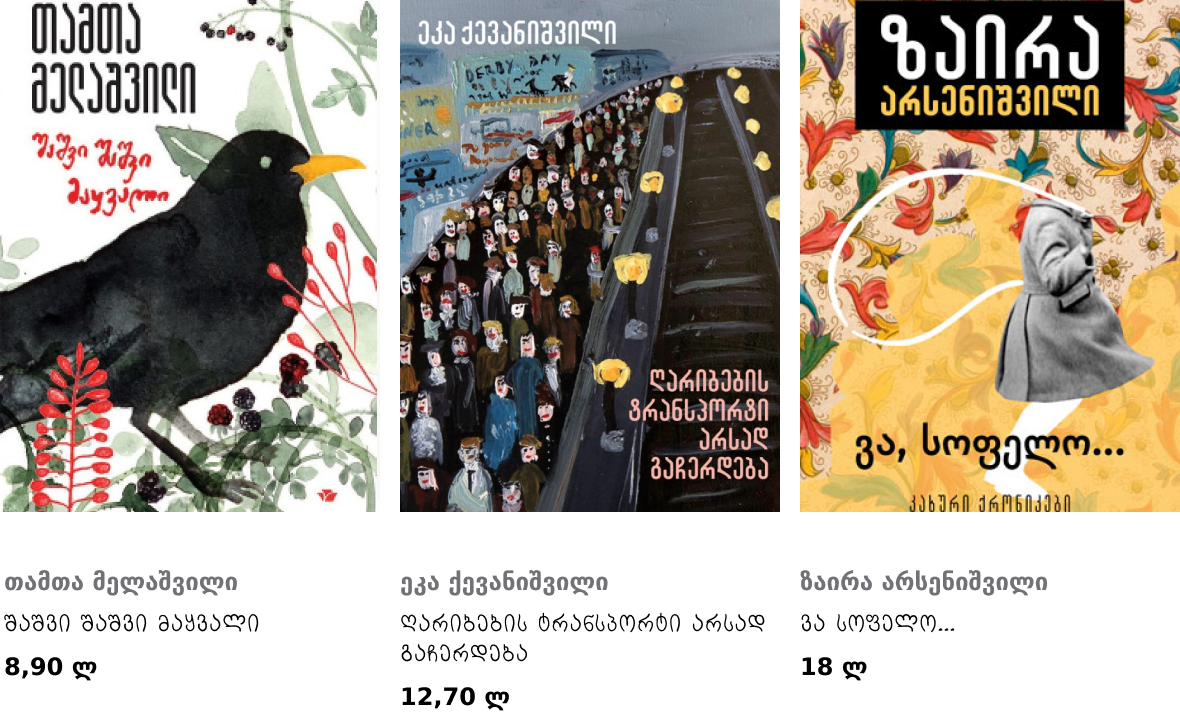 თამთა
მელაშვილი
შაშვი შაშვი
მაყვალი
ეკა ქევანიშვილი
DERBY DAY
ღარიბების
ტრანსპორტი
არსად
გაჩერდება
ზაირა
არსენიშვილი
ვა, სოფელო...
კახური ქრონიკები
თამთა მელაშვილი
შაშვი შაშვი მაყვალი
8,90 ლ
ეკა ქევანიშვილი
ღარიბების ტრანსპორტი არსად
გაჩერდება
12,70 ლ
ზაირა არსენიშვილი
ვა სოფელო...
18 ლ